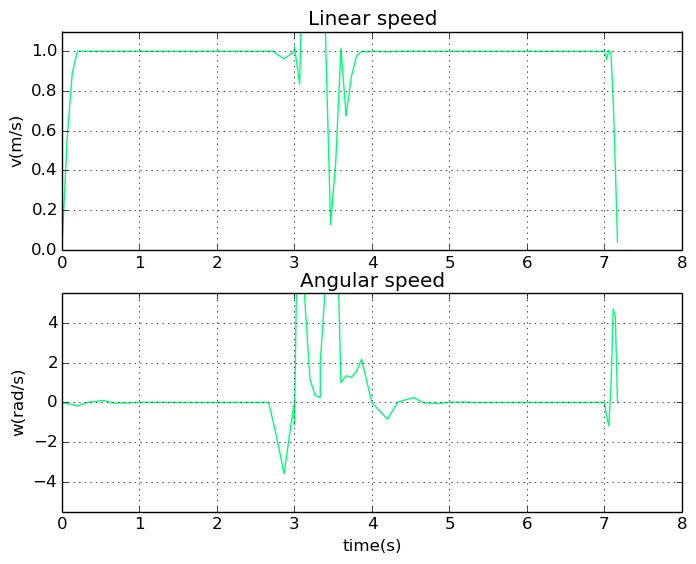 Linear speed
1.0
0.8
0.6
0.4
0.2
0.0
v(m/s)
0 1 2 3 4 5 6 7 8
Angular speed
4
2
0
−2
−4
w(rad/s)
0 1 2 3 4 5 6 7 8
time(s)